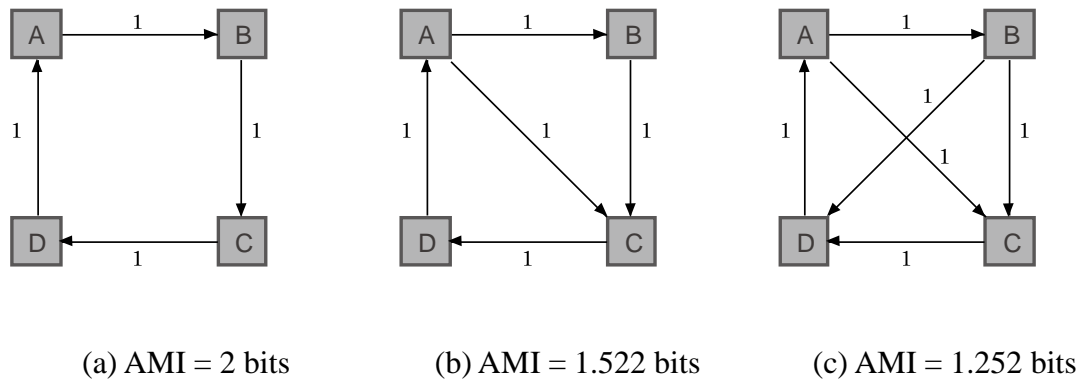 A 1 B
1 1
D 1 C
A 1 B
1 1 1
D 1 C
A 1 B
1 1 1 1
D 1 C
(a) AMI = 2 bits
(b) AMI = 1.522 bits
(c) AMI = 1.252 bits